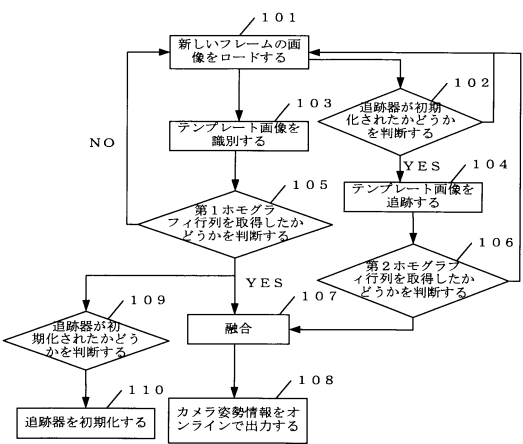 101
新しいフレームの画
像をロードする
102
追跡器が初期
化されたかどうか
を判断する
103
テンプレート画像を
識別する
NO
YES
104
テンプレート画像を
追跡する
105
第1ホモグラ
フィ行列を取得したか
どうかを判断する
106
第2ホモグラフ
ィ行列を取得したか
どうかを判断する
YES
107
融合
109
追跡器が初
期化されたかどう
かを判断する
108
カメラ姿勢情報をオ
ンラインで出力する
110
追跡器を初期化する